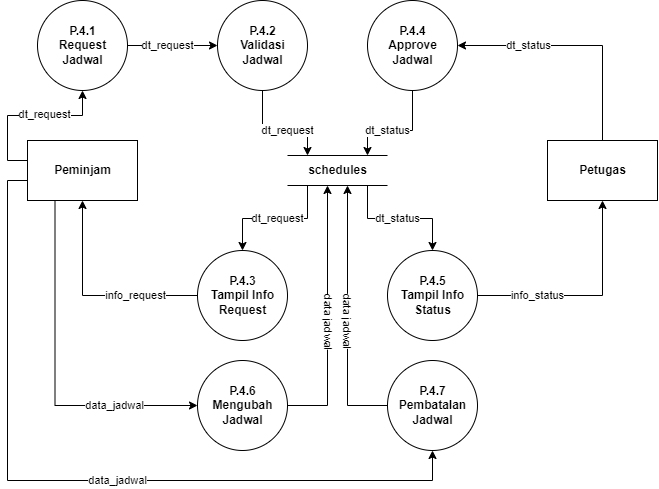 P.4.1
Request
Jadwal
dt_request
P.4.2
Validasi
Jadwal
P.4.4
Approve
Jadwal
dt_status
dt_request
dt_request
dt_status
Peminjam
schedules
Petugas
dt_request
dt_status
P.4.3
Tampil Info
Request
info_request
P.4.5
Tampil Info
Status
info_status
data jadwal
data jadwal
data_jadwal
P.4.6
Mengubah
Jadwal
P.4.7
Pembatalan
Jadwal
data_jadwal